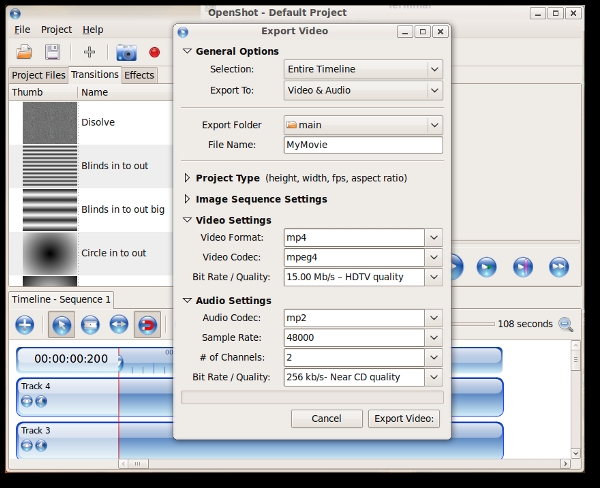 OpenShot - Default Project
File Project Help
Project Files Transitions Effects
Thumb Name
Disolve
Blinds in to out
Blinds in to out big
Circle in to out
Export Video
General Options
Selection: Entire Timeline
Export To: Video & Audio
Export Folder main
File Name: MyMovie
Project Type (height, width, fps, aspect ratio)
Image Sequence Settings
Video Settings
Video Format: mp4
Video Codec: mpeg4
Bit Rate / Quality: 15.00 Mb/s – HDTV quality
Audio Settings
Audio Codec: mp2
Sample Rate: 48000
# of Channels: 2
Bit Rate / Quality: 256 kb/s- Near CD quality
Cancel Export Video:
Timeline - Sequence 1
108 seconds
00:00:00:200
Track 4
Track 3